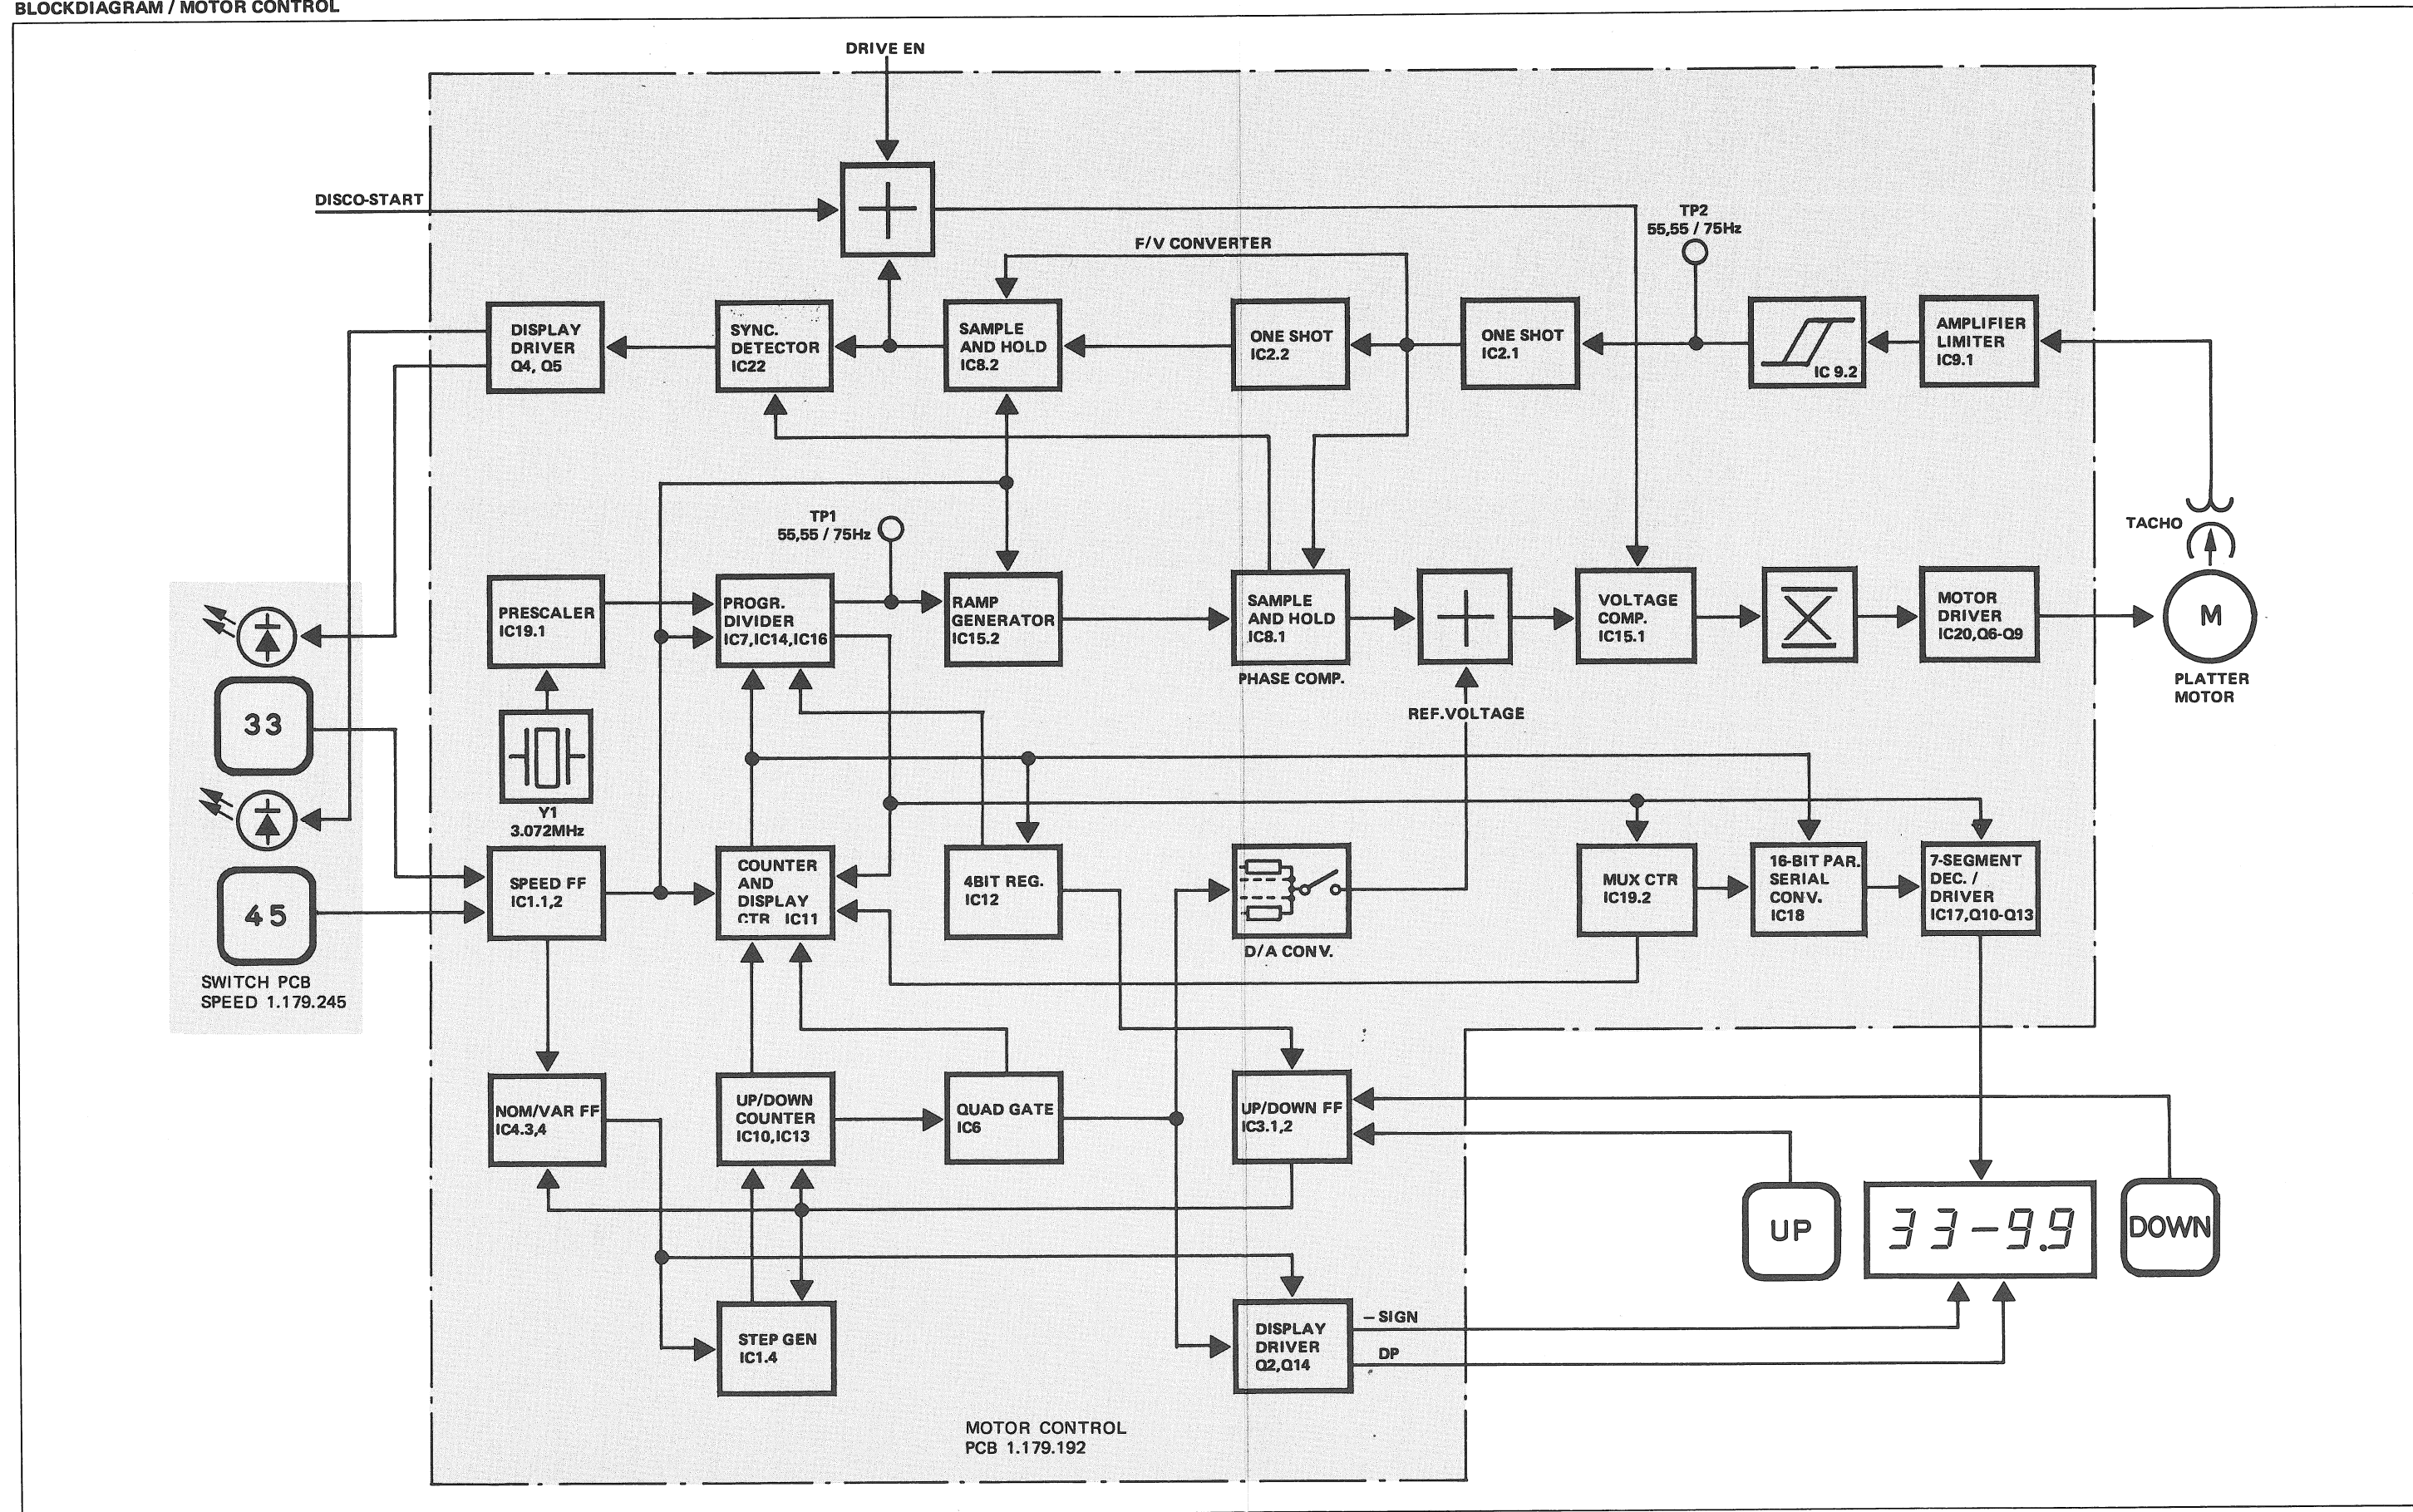 BLOCKDIAGRAM / MOTOR CONTROL
DRIVE EN
DISCO-START
F/V CONVERTER
TP2
55,55 / 75Hz
DISPLAY
DRIVER
Q4, Q5
SYNC.
DETECTOR
IC22
SAMPLE
AND HOLD
IC8.2
ONE SHOT
IC2.2
ONE SHOT
IC2.1
IC 9.2
AMPLIFIER
LIMITER
IC9.1
TACHO
TP1
55,55 / 75Hz
PRESCALER
IC19.1
PROGR.
DIVIDER
IC7,IC14,IC16
RAMP
GENERATOR
IC15.2
SAMPLE
AND HOLD
IC8.1
PHASE COMP.
VOLTAGE
COMP.
IC15.1
MOTOR
DRIVER
IC20,Q6-Q9
M
PLATTER
MOTOR
REF.VOLTAGE
33
45
SWITCH PCB
SPEED 1.179.245
Y1
3.072MHz
SPEED FF
IC1.1,2
COUNTER
AND
DISPLAY
CTR IC11
4BIT REG.
IC12
D/A CONV.
MUX CTR
IC19.2
16-BIT PAR.
SERIAL
CONV.
IC18
7-SEGMENT
DEC. /
DRIVER
IC17,Q10-Q13
NOM/VAR FF
IC4.3,4
UP/DOWN
COUNTER
IC10,IC13
QUAD GATE
IC6
UP/DOWN FF
IC3.1,2
UP
33-9.9
DOWN
STEP GEN
IC1.4
DISPLAY
DRIVER
Q2,Q14
– SIGN
DP
MOTOR CONTROL
PCB 1.179.192